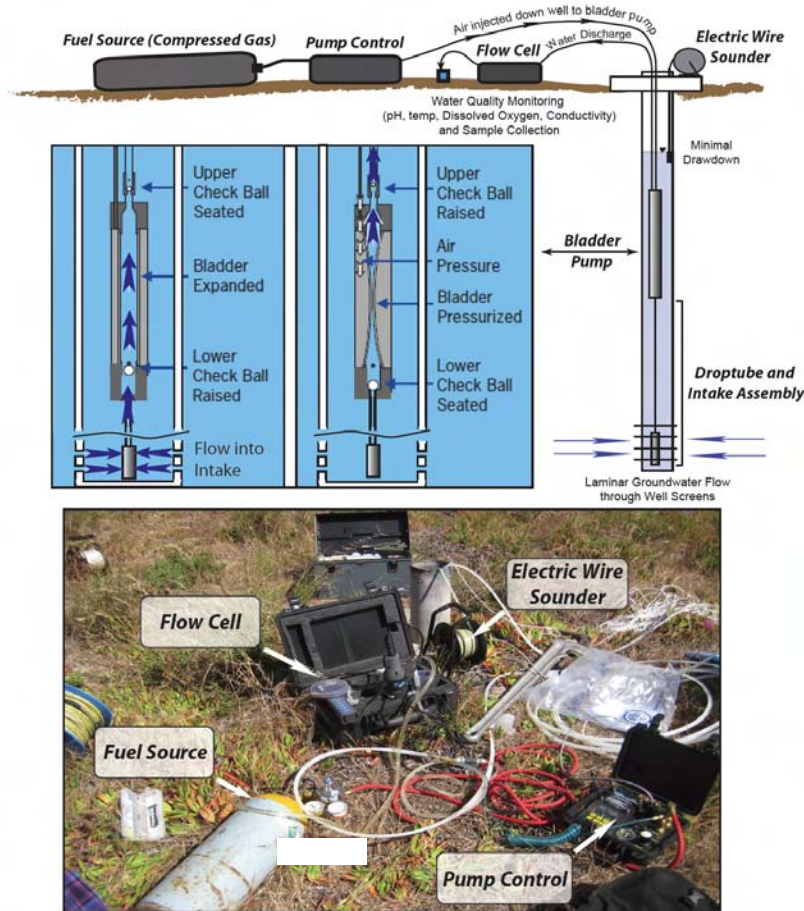 Fuel Source (Compressed Gas)
Pump Control
Air injected down well to bladder pump
Flow Cell
Water Discharge
Electric Wire
Sounder
Water Quality Monitoring
(pH, temp, Dissolved Oxygen, Conductivity)
and Sample Collection
Minimal
Drawdown
Upper
Check Ball
Seated
Bladder
Expanded
Lower
Check Ball
Raised
Flow into
Intake
Upper
Check Ball
Raised
Air
Pressure
Bladder
Pressurized
Lower
Check Ball
Seated
Bladder
Pump
Droptube and
Intake Assembly
Laminar Groundwater Flow
through Well Screens
Electric Wire
Sounder
Flow Cell
Fuel Source
Pump Control